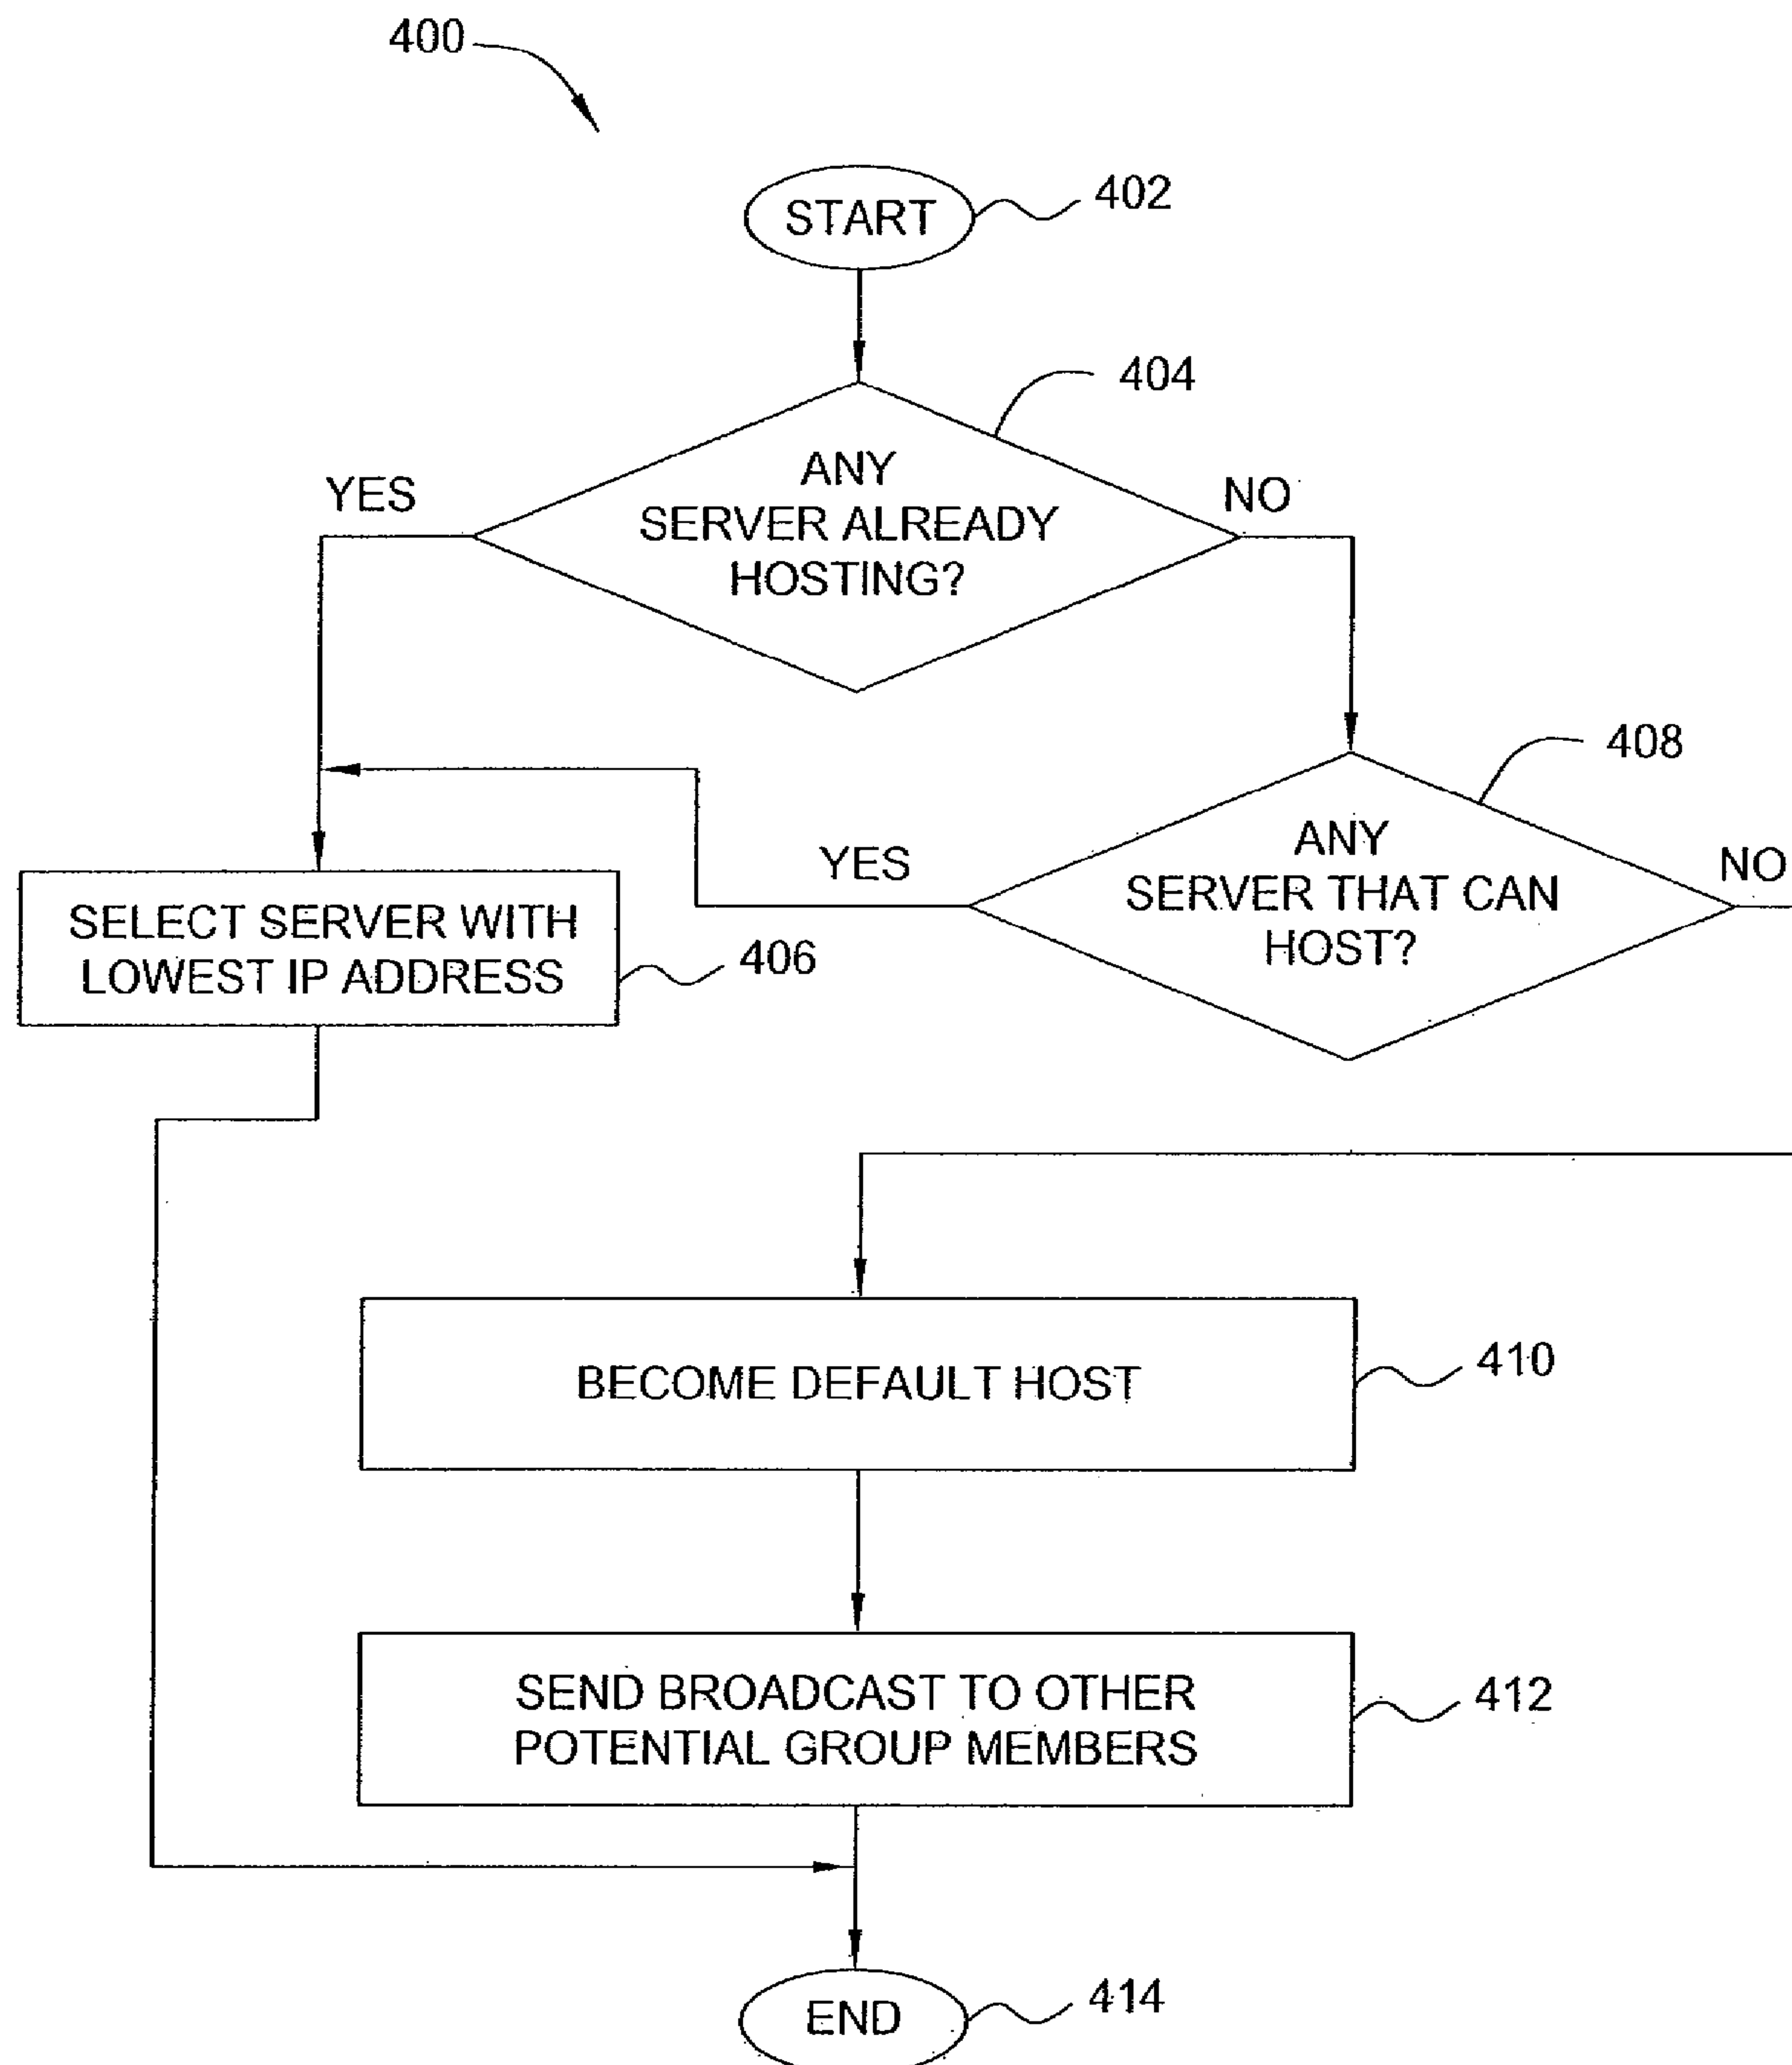 400
START
402
404
ANY
SERVER ALREADY
HOSTING?
YES
NO
408
ANY
SERVER THAT CAN
HOST?
YES
NO
SELECT SERVER WITH
LOWEST IP ADDRESS
406
BECOME DEFAULT HOST
410
SEND BROADCAST TO OTHER
POTENTIAL GROUP MEMBERS
412
END
414